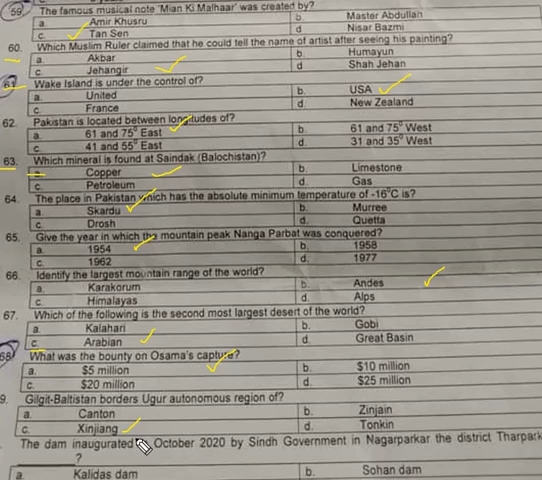 59. The famous musical note 'Mian Ki Malhaar' was created by?
a. Amir Khusru b. Master Abdullah
c. Tan Sen d Nisar Bazmi
60. Which Muslim Ruler claimed that he could tell the name of artist after seeing his painting?
a. Akbar b. Humayun
c. Jehangir d Shah Jehan
61. Wake Island is under the control of?
a. United b. USA
c. France d New Zealand
62. Pakistan is located between longitudes of?
a. 61 and 75° East b. 61 and 75° West
c. 41 and 55° East d. 31 and 35° West
63. Which mineral is found at Saindak (Balochistan)?
a. Copper b. Limestone
c. Petroleum d. Gas
64. The place in Pakistan which has the absolute minimum temperature of -16°C is?
a. Skardu b. Murree
c. Drosh d. Quetta
65. Give the year in which the mountain peak Nanga Parbat was conquered?
a. 1954 b. 1958
c. 1962 d. 1977
66. Identify the largest mountain range of the world?
a. Karakorum b. Andes
c. Himalayas d. Alps
67. Which of the following is the second most largest desert of the world?
a. Kalahari b. Gobi
c. Arabian d. Great Basin
68. What was the bounty on Osama's capture?
a. $5 million b. $10 million
c. $20 million d. $25 million
9. Gilgit-Baltistan borders Ugur autonomous region of?
a. Canton b. Zinjain
c. Xinjiang d. Tonkin
The dam inaugurated October 2020 by Sindh Government in Nagarparkar the district Tharpark
?
a. Kalidas dam b. Sohan dam